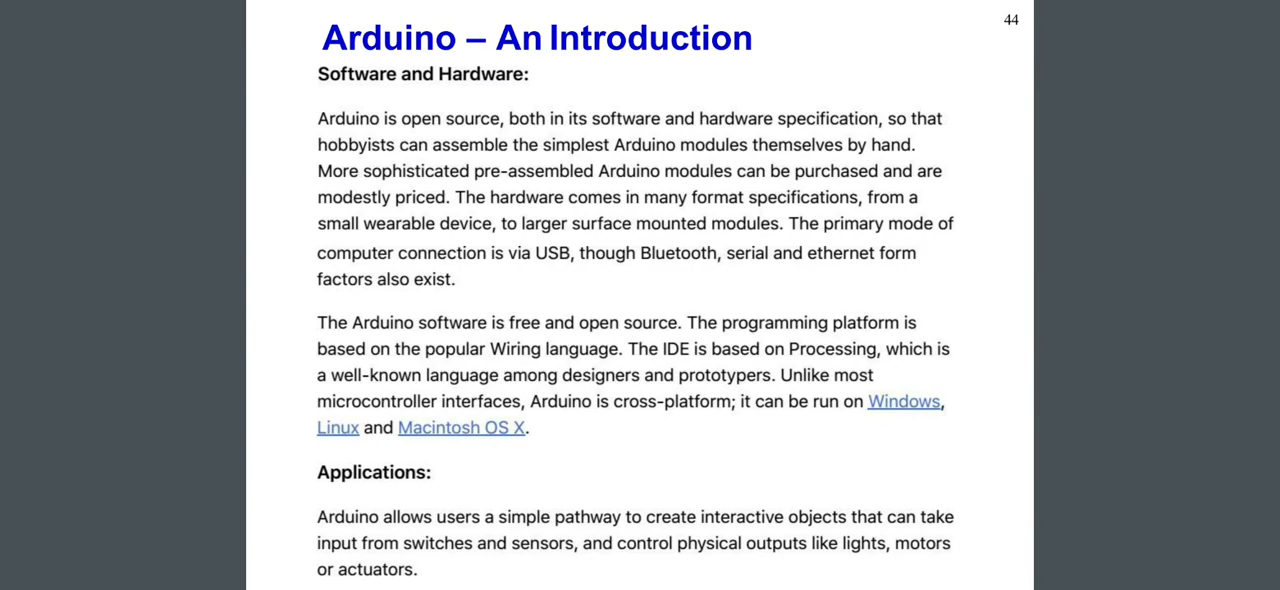 44
Arduino – An Introduction
Software and Hardware:
Arduino is open source, both in its software and hardware specification, so that
hobbyists can assemble the simplest Arduino modules themselves by hand.
More sophisticated pre-assembled Arduino modules can be purchased and are
modestly priced. The hardware comes in many format specifications, from a
small wearable device, to larger surface mounted modules. The primary mode of
computer connection is via USB, though Bluetooth, serial and ethernet form
factors also exist.
The Arduino software is free and open source. The programming platform is
based on the popular Wiring language. The IDE is based on Processing, which is
a well-known language among designers and prototypers. Unlike most
microcontroller interfaces, Arduino is cross-platform; it can be run on Windows,
Linux and Macintosh OS X.
Applications:
Arduino allows users a simple pathway to create interactive objects that can take
input from switches and sensors, and control physical outputs like lights, motors
or actuators.